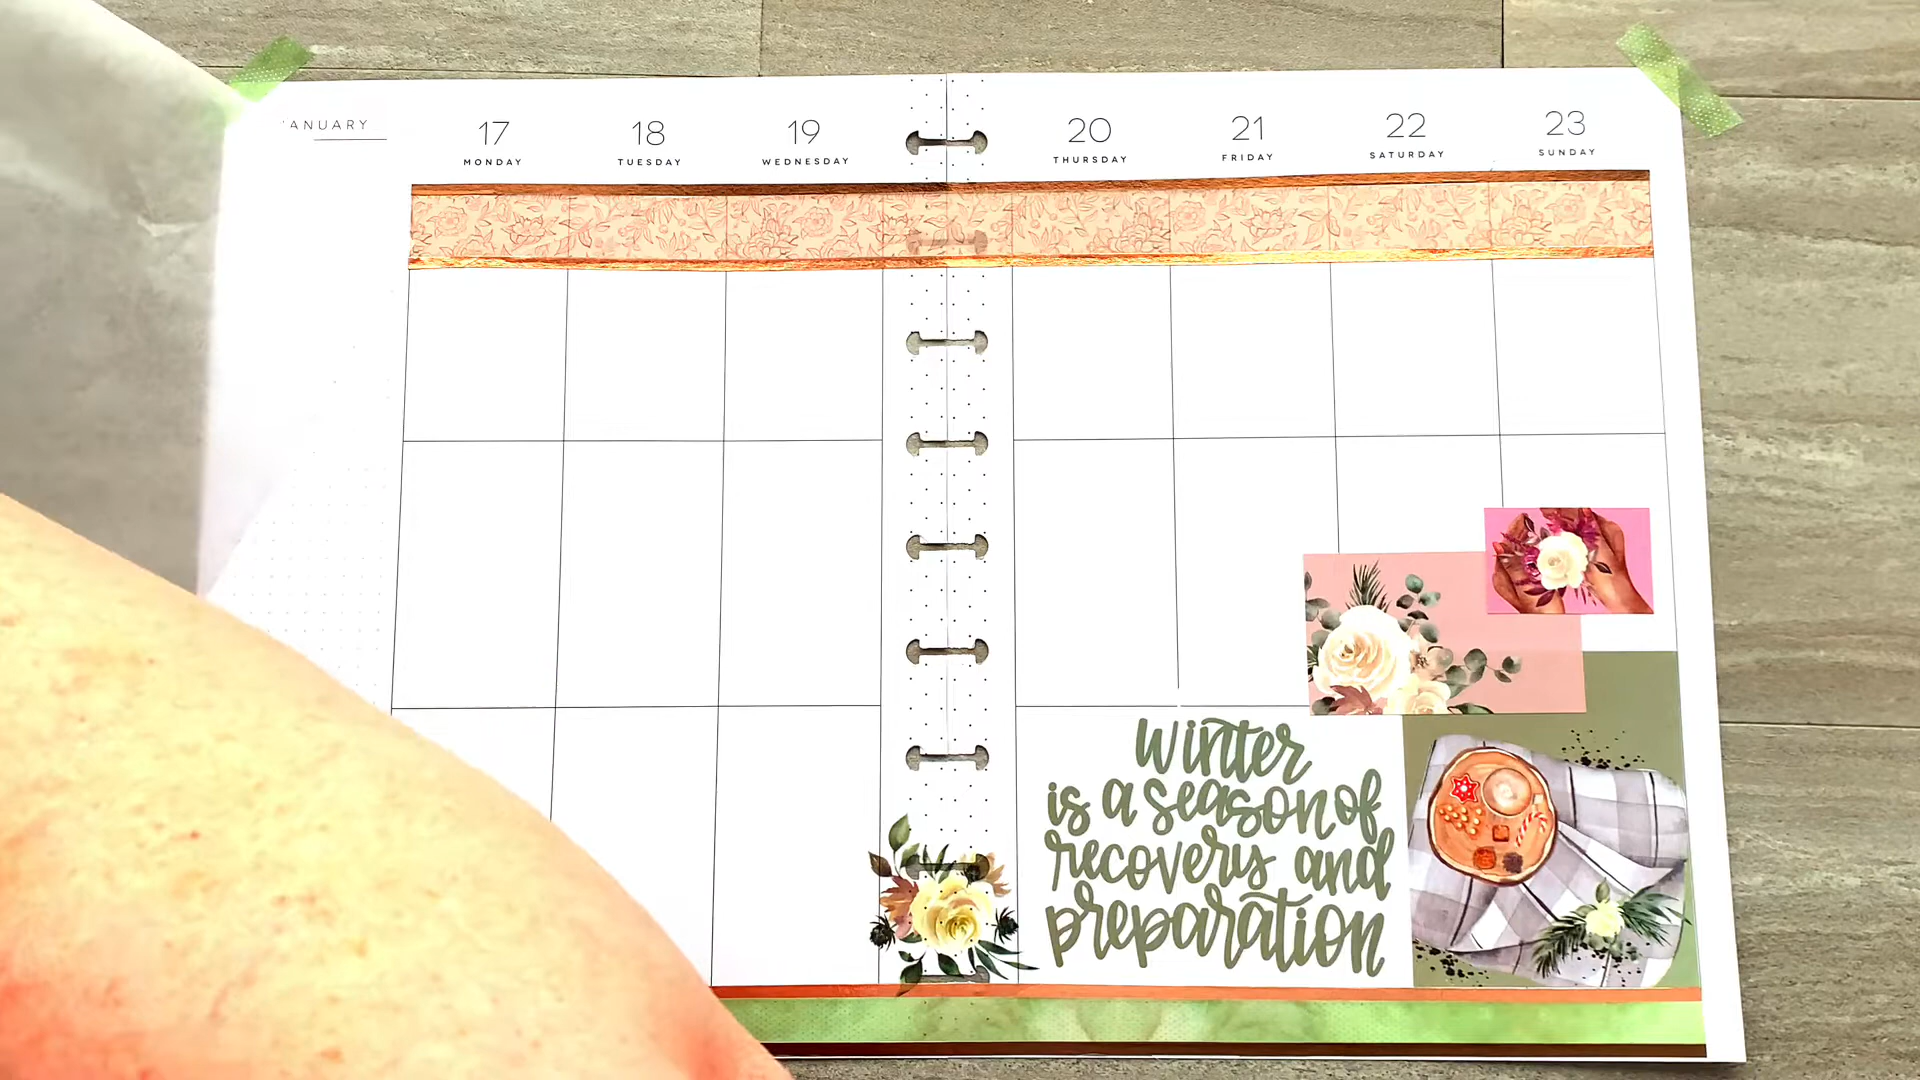 JANUARY
17 18 19 20 21 22 23
MONDAY TUESDAY WEDNESDAY THURSDAY FRIDAY SATURDAY SUNDAY
Winter
is a season of
recovery and
preparation